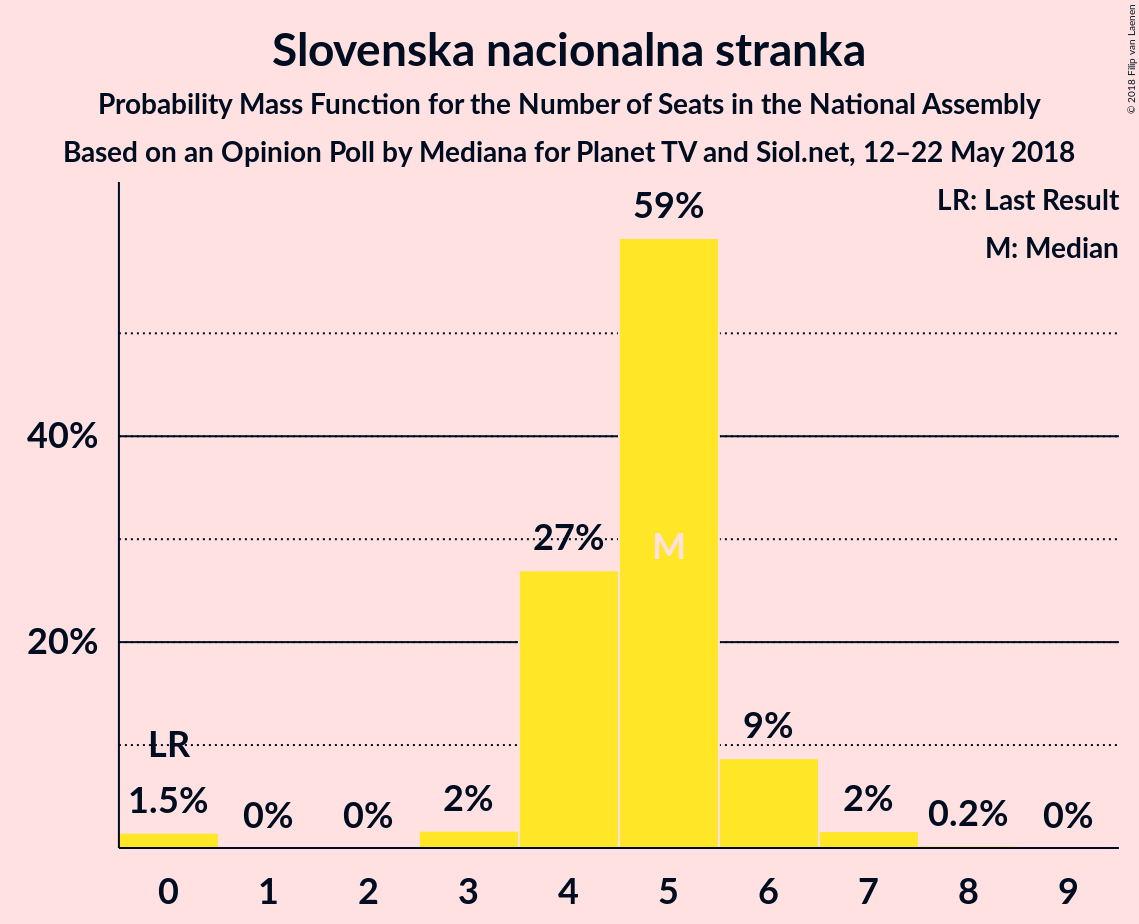 Slovenska nacionalna stranka
Probability Mass Function for the Number of Seats in the National Assembly
Based on an Opinion Poll by Mediana for Planet TV and Siol.net, 12–22 May 2018
© 2018 Filip van Laenen
LR: Last Result
M: Median
59%
40%
27%
M
20%
9%
LR
1.5%
0%
0%
2%
2%
0.2%
0%
0 1 2 3 4 5 6 7 8 9